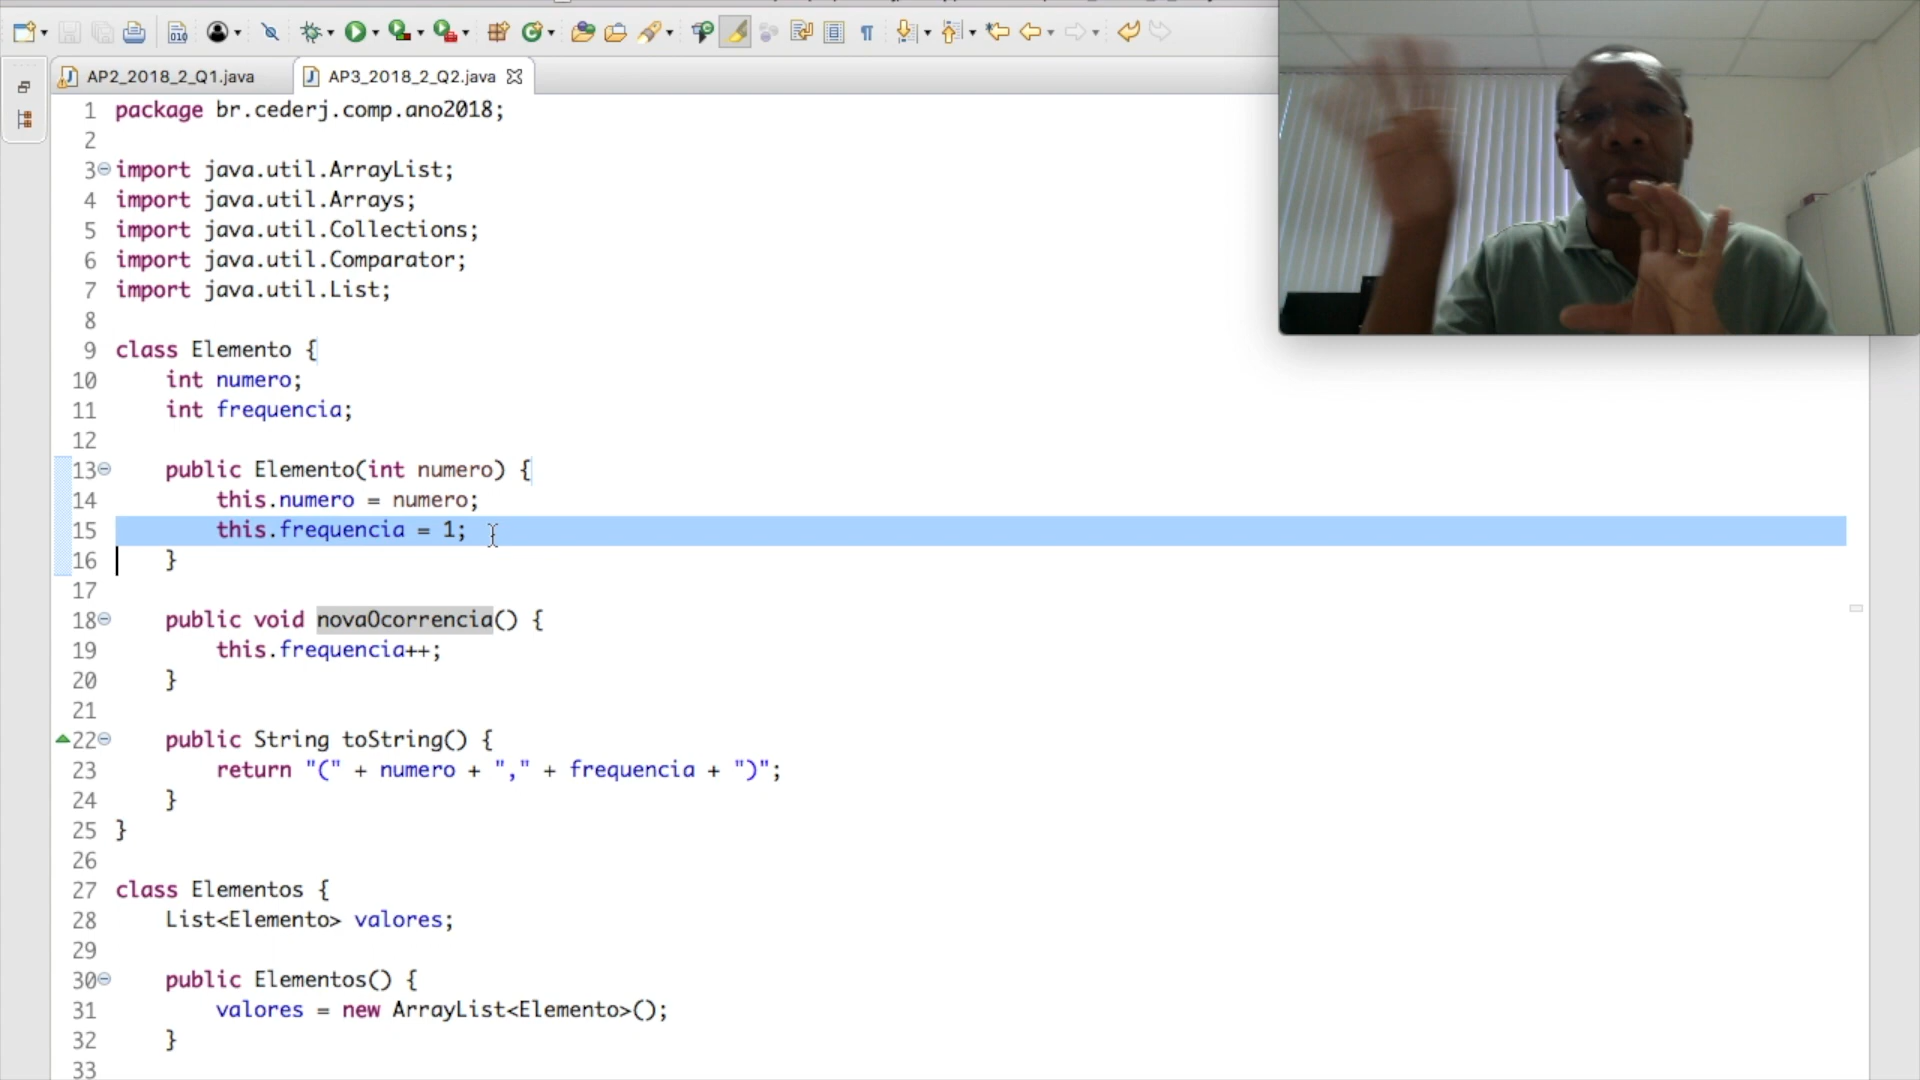 AP2_2018_2_Q1.java AP3_2018_2_Q2.java
1 package br.cederj.comp.ano2018;
2
3 import java.util.ArrayList;
4 import java.util.Arrays;
5 import java.util.Collections;
6 import java.util.Comparator;
7 import java.util.List;
8
9 class Elemento {
10 int numero;
11 int frequencia;
12
13 public Elemento(int numero) {
14 this.numero = numero;
15 this.frequencia = 1;
16 }
17
18 public void novaOcorrencia() {
19 this.frequencia++;
20 }
21
22 public String toString() {
23 return "(" + numero + "," + frequencia + ")";
24 }
25 }
26
27 class Elementos {
28 List<Elemento> valores;
29
30 public Elementos() {
31 valores = new ArrayList<Elemento>();
32 }
33